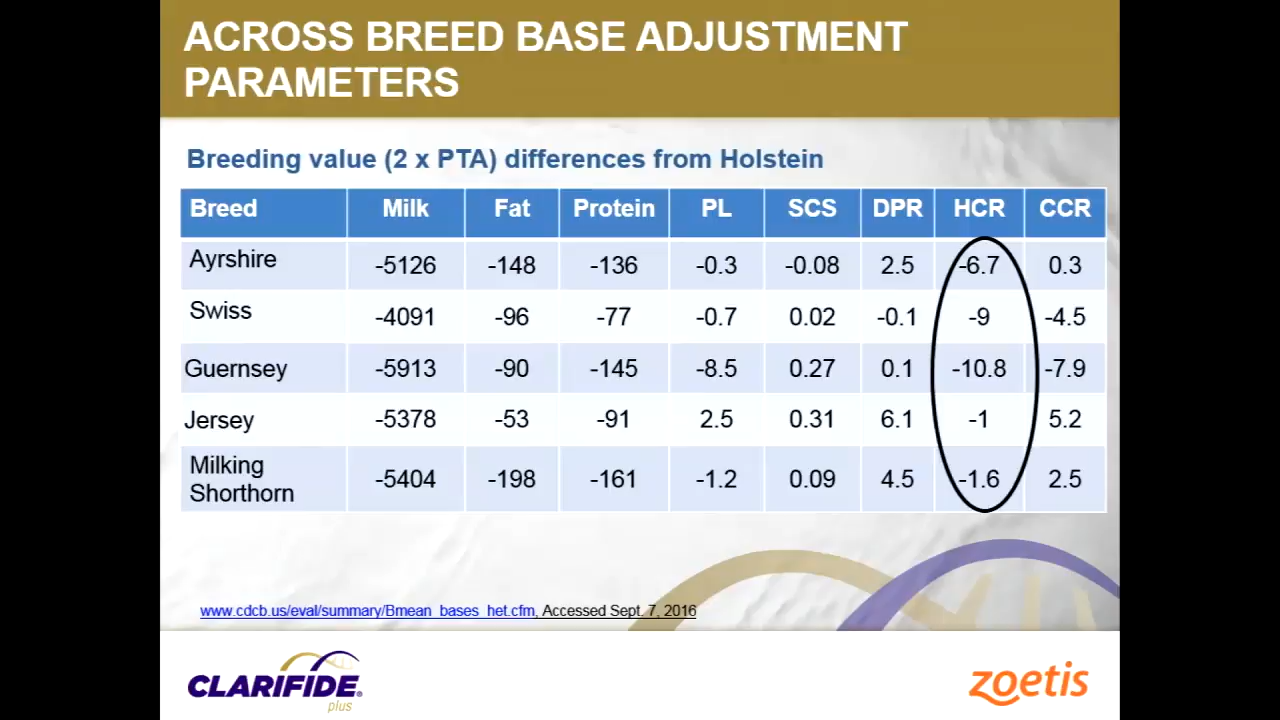 ACROSS BREED BASE ADJUSTMENT
PARAMETERS
Breeding value (2 x PTA) differences from Holstein
Breed Milk Fat Protein PL SCS DPR HCR CCR
Ayrshire -5126 -148 -136 -0.3 -0.08 2.5 -6.7 0.3
Swiss -4091 -96 -77 -0.7 0.02 -0.1 -9 -4.5
Guernsey -5913 -90 -145 -8.5 0.27 0.1 -10.8 -7.9
Jersey -5378 -53 -91 2.5 0.31 6.1 -1 5.2
Milking
Shorthorn -5404 -198 -161 -1.2 0.09 4.5 -1.6 2.5
www.cdcb.us/eval/summary/Bmean_bases_het.cfm, Accessed Sept. 7, 2016
CLARIFIDE®
plus
zoetis